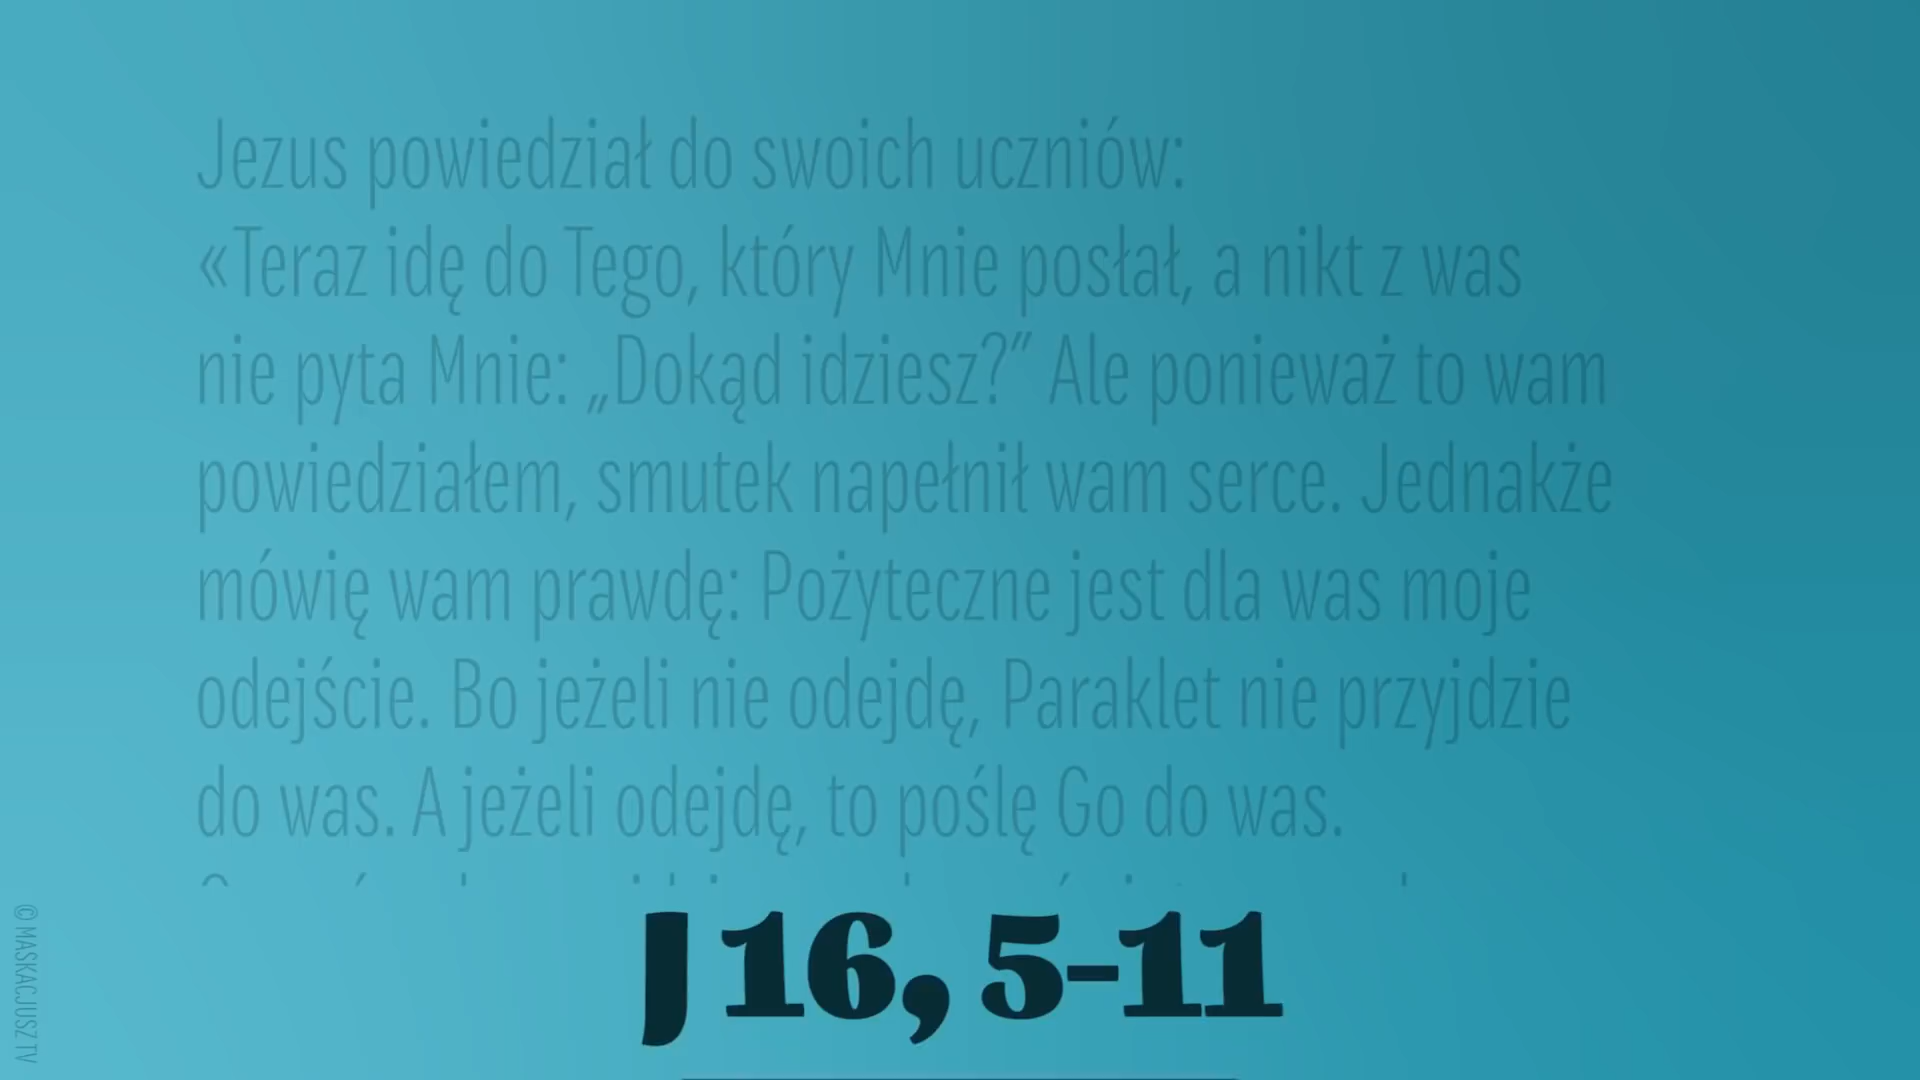 Jezus powiedział do swoich uczniów:
«Teraz idę do Tego, który Mnie posłał, a nikt z was
nie pyta Mnie: „Dokąd idziesz?” Ale ponieważ to wam
powiedziałem, smutek napełnił wam serce. Jednakże
mówię wam prawdę: Pożyteczne jest dla was moje
odejście. Bo jeżeli nie odejdę, Paraklet nie przyjdzie
do was. A jeżeli odejdę, to poślę Go do was.
J 16, 5-11
© MASKACJUSZ TV